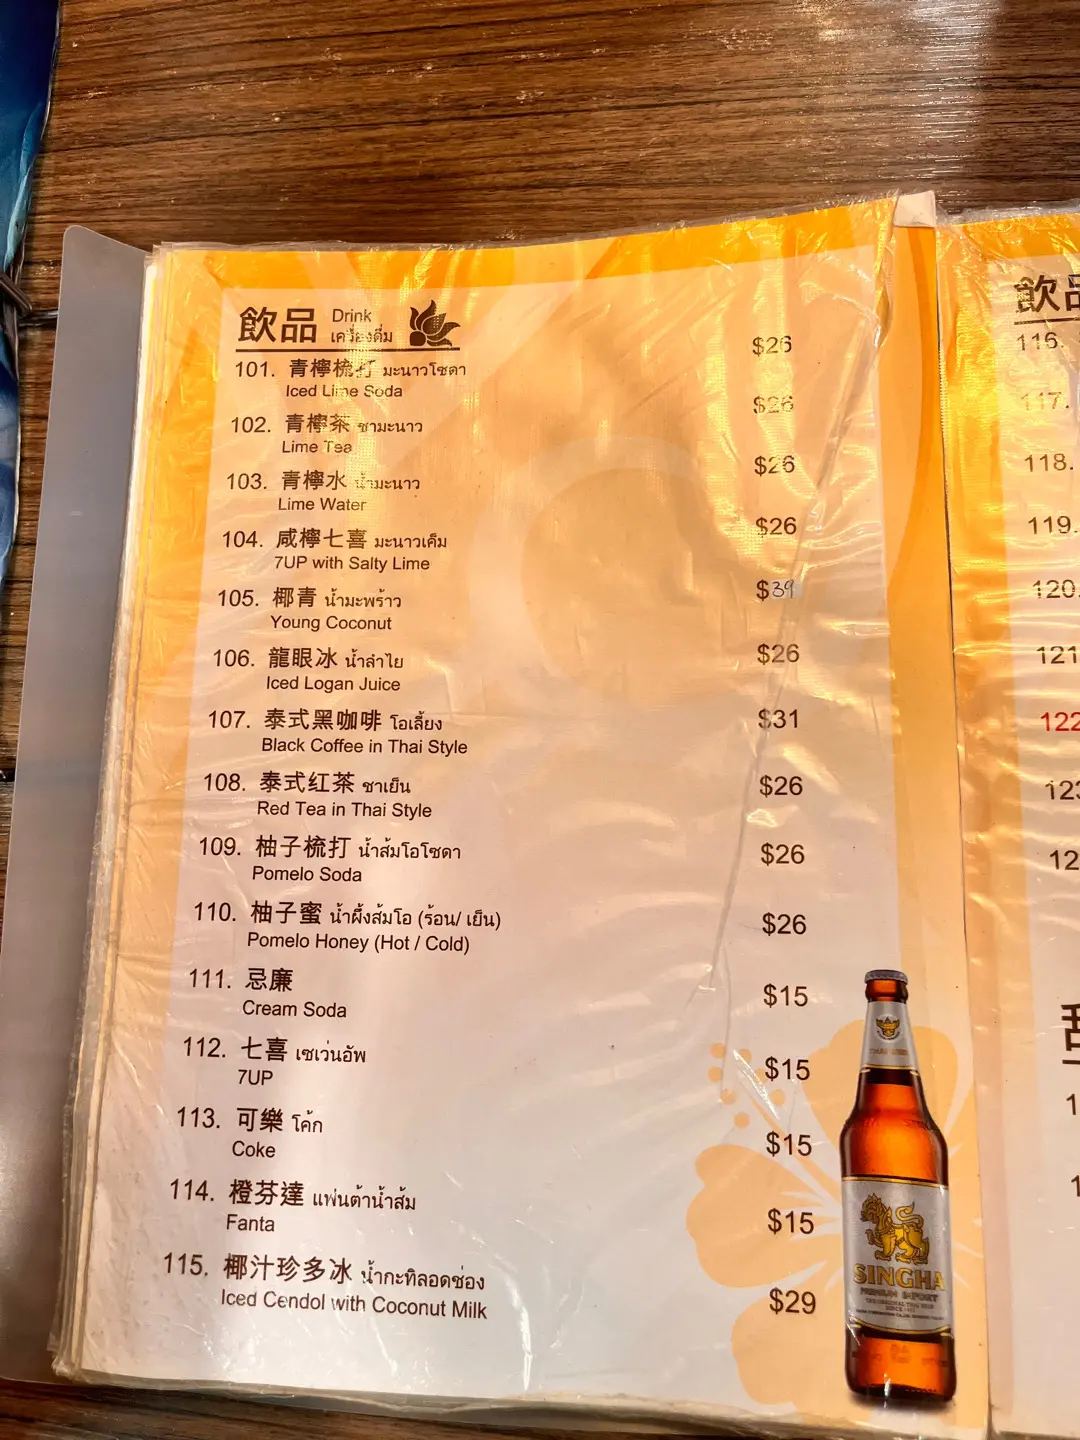 飲品 Drink
เครื่องดื่ม
101. 青檸梳打 มะนาวโซดา $26
Iced Lime Soda
102. 青檸茶 ชามะนาว $26
Lime Tea
103. 青檸水 น้ำมะนาว $26
Lime Water
104. 咸檸七喜 มะนาวเค็ม $26
7UP with Salty Lime
105. 椰青 น้ำมะพร้าว $39
Young Coconut
106. 龍眼冰 น้ำลำไย $26
Iced Logan Juice
107. 泰式黑咖啡 โอเลี้ยง $31
Black Coffee in Thai Style
108. 泰式红茶 ชาเย็น $26
Red Tea in Thai Style
109. 柚子梳打 น้ำส้มโอโซดา $26
Pomelo Soda
110. 柚子蜜 น้ำผึ้งส้มโอ (ร้อน/ เย็น) $26
Pomelo Honey (Hot / Cold)
111. 忌廉 $15
Cream Soda
112. 七喜 เซเว่นอัพ $15
7UP
113. 可樂 โค้ก $15
Coke
114. 橙芬達 แฟนต้าน้ำส้ม $15
Fanta
115. 椰汁珍多冰 น้ำกะทิลอดช่อง $29
Iced Cendol with Coconut Milk
SINGHA
PREMIUM IMPORT
THE ORIGINAL THAI BEER
飲品
116.
117.
118.
119.
120.
121
122
123
12
甜
1
1